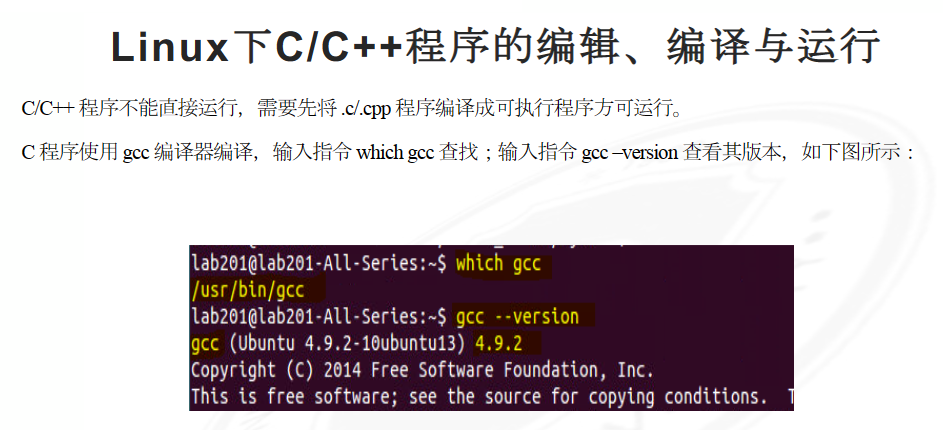 Linux下C/C++程序的编辑、编译与运行
C/C++ 程序不能直接运行，需要先将 .c/.cpp 程序编译成可执行程序方可运行。
C 程序使用 gcc 编译器编译，输入指令 which gcc 查找；输入指令 gcc –version 查看其版本，如下图所示：
lab201@lab201-All-Series:~$ which gcc
/usr/bin/gcc
lab201@lab201-All-Series:~$ gcc --version
gcc (Ubuntu 4.9.2-10ubuntu13) 4.9.2
Copyright (C) 2014 Free Software Foundation, Inc.
This is free software; see the source for copying conditions.